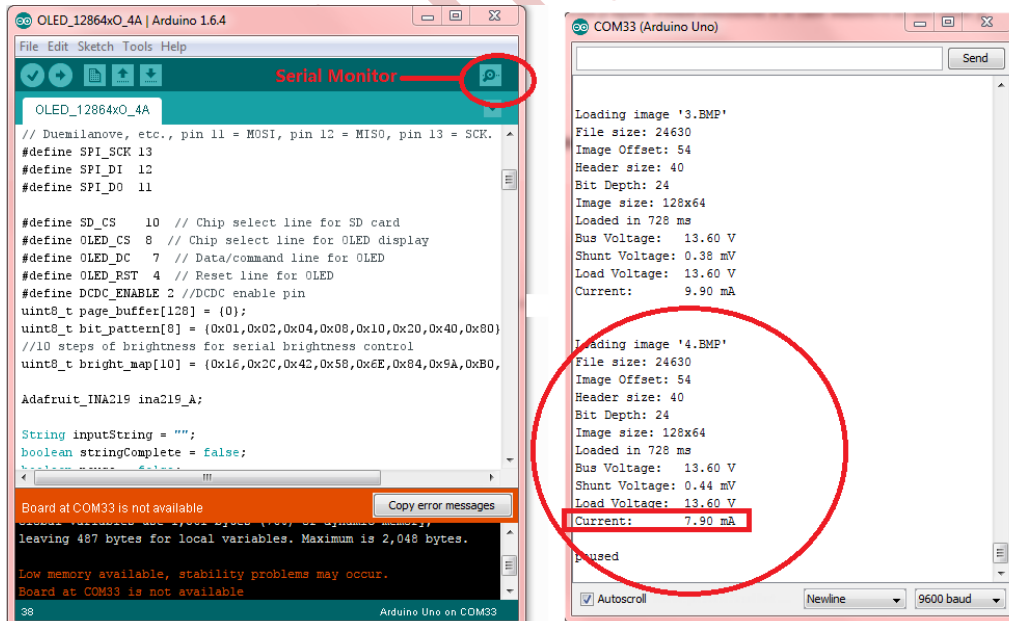 OLED_12864xO_4A | Arduino 1.6.4
File Edit Sketch Tools Help
Serial Monitor
OLED_12864xO_4A
// Duemilanove, etc., pin 11 = MOSI, pin 12 = MISO, pin 13 = SCK.
#define SPI_SCK 13
#define SPI_DI 12
#define SPI_DO 11
#define SD_CS 10 // Chip select line for SD card
#define OLED_CS 8 // Chip select line for OLED display
#define OLED_DC 7 // Data/command line for OLED
#define OLED_RST 4 // Reset line for OLED
#define DCDC_ENABLE 2 //DCDC enable pin
uint8_t page_buffer[128] = {0};
uint8_t bit_pattern[8] = {0x01,0x02,0x04,0x08,0x10,0x20,0x40,0x80}
//10 steps of brightness for serial brightness control
uint8_t bright_map[10] = {0x16,0x2C,0x42,0x58,0x6E,0x84,0x9A,0xB0,
Adafruit_INA219 ina219_A;
String inputString = "";
boolean stringComplete = false;
Board at COM33 is not available
Copy error messages
leaving 487 bytes for local variables. Maximum is 2,048 bytes.
Low memory available, stability problems may occur.
Board at COM33 is not available
38
Arduino Uno on COM33
COM33 (Arduino Uno)
Send
Loading image '3.BMP'
File size: 24630
Image Offset: 54
Header size: 40
Bit Depth: 24
Image size: 128x64
Loaded in 728 ms
Bus Voltage: 13.60 V
Shunt Voltage: 0.38 mV
Load Voltage: 13.60 V
Current: 9.90 mA
Loading image '4.BMP'
File size: 24630
Image Offset: 54
Header size: 40
Bit Depth: 24
Image size: 128x64
Loaded in 728 ms
Bus Voltage: 13.60 V
Shunt Voltage: 0.44 mV
Load Voltage: 13.60 V
Current: 7.90 mA
paused
Autoscroll
Newline
9600 baud